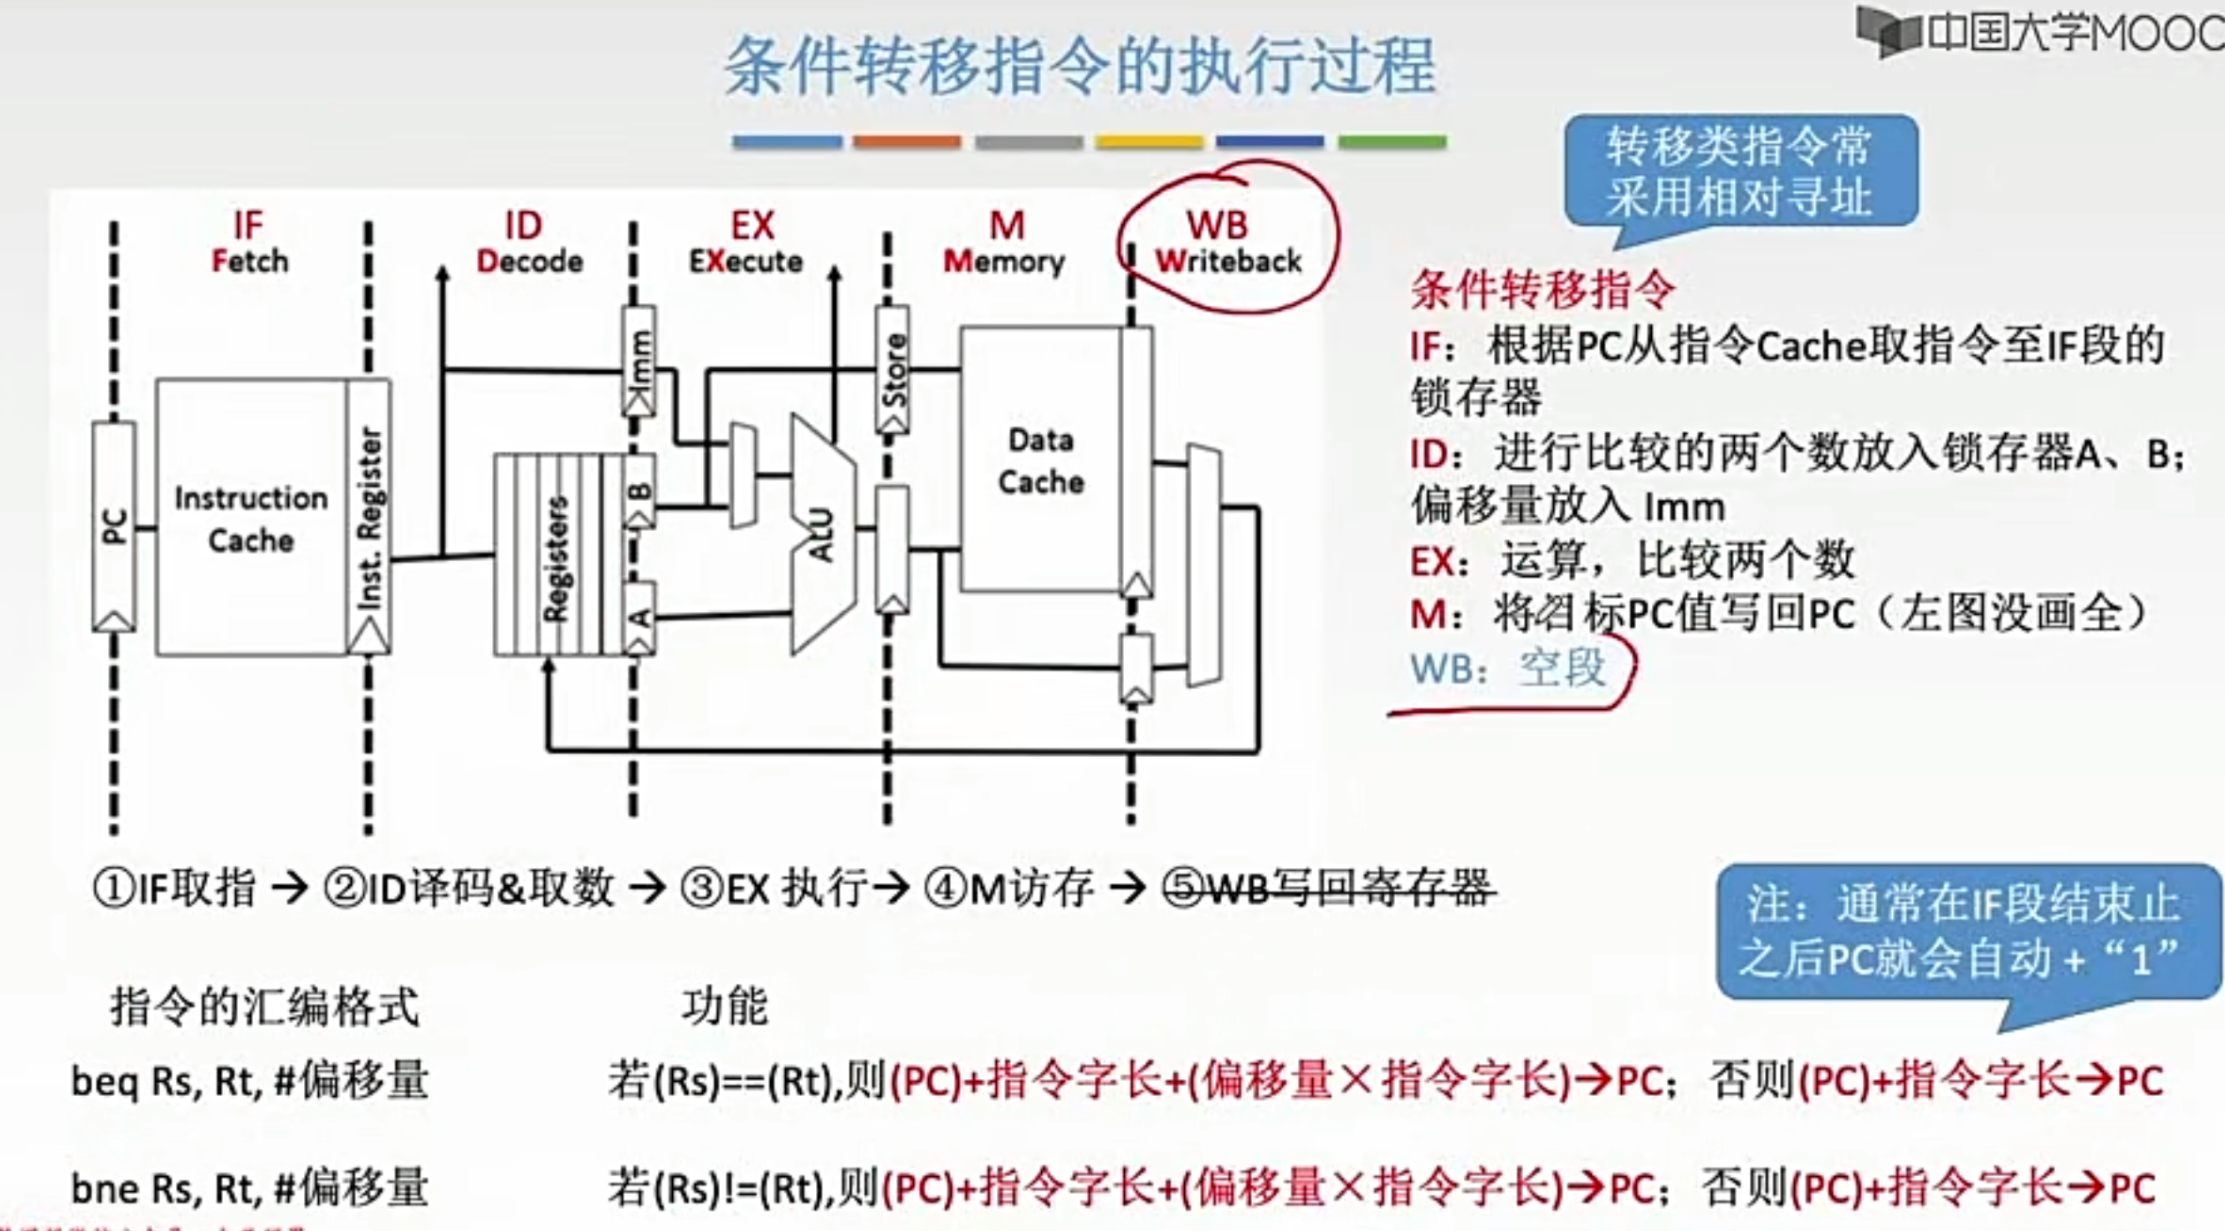 中国大学MOOC
条件转移指令的执行过程
转移类指令常
采用相对寻址
IF
Fetch
ID
Decode
EX
EXecute
M
Memory
WB
Writeback
PC
Instruction
Cache
Inst. Register
Registers
Imm
B
A
ALU
Store
Data
Cache
条件转移指令
IF：根据PC从指令Cache取指令至IF段的
锁存器
ID：进行比较的两个数放入锁存器A、B；
偏移量放入 Imm
EX：运算，比较两个数
M：将目标PC值写回PC（左图没画全）
WB：空段
①IF取指 → ②ID译码&取数 → ③EX 执行→ ④M访存 → ⑤WB写回寄存器
注：通常在IF段结束止
之后PC就会自动 + “1”
指令的汇编格式
功能
beq Rs, Rt, #偏移量
若(Rs)==(Rt),则(PC)+指令字长+(偏移量×指令字长)→PC； 否则(PC)+指令字长→PC
bne Rs, Rt, #偏移量
若(Rs)!=(Rt),则(PC)+指令字长+(偏移量×指令字长)→PC； 否则(PC)+指令字长→PC